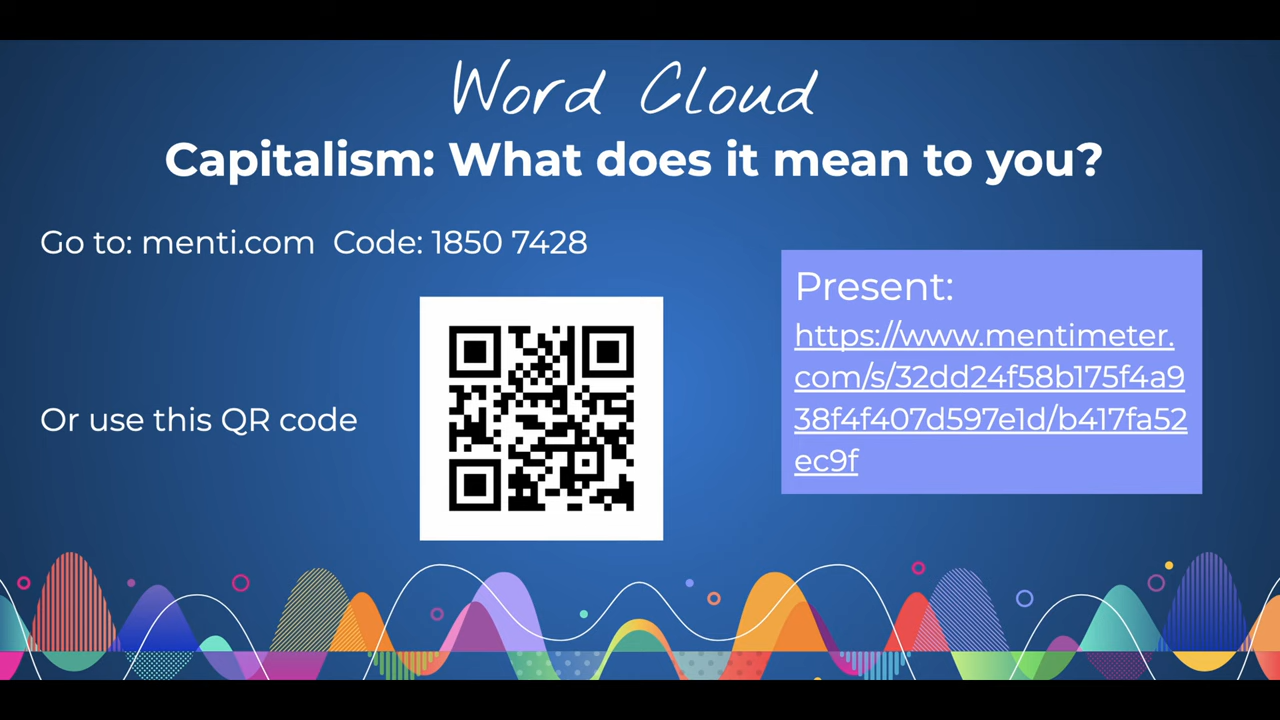 Word Cloud
Capitalism: What does it mean to you?
Go to: menti.com  Code: 1850 7428
Or use this QR code
Present:
https://www.mentimeter.
com/s/32dd24f58b175f4a9
38f4f407d597e1d/b417fa52
ec9f